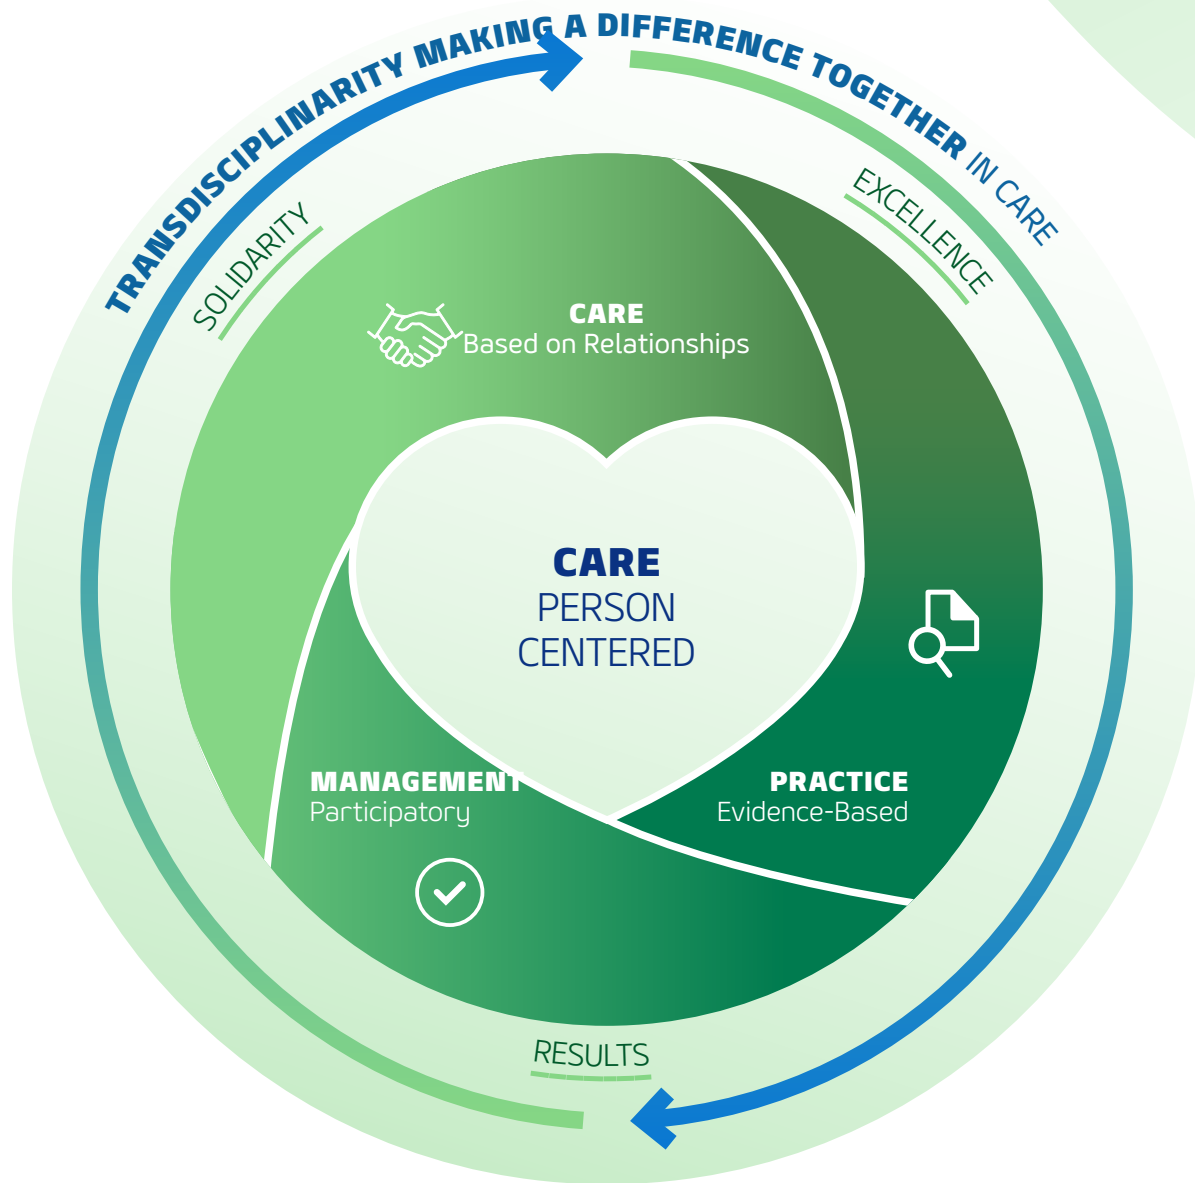 TRANSDISCIPLINARITY MAKING A DIFFERENCE TOGETHER IN CARE
SOLIDARITY
EXCELLENCE
CARE
Based on Relationships
CARE
PERSON
CENTERED
MANAGEMENT
Participatory
PRACTICE
Evidence-Based
RESULTS